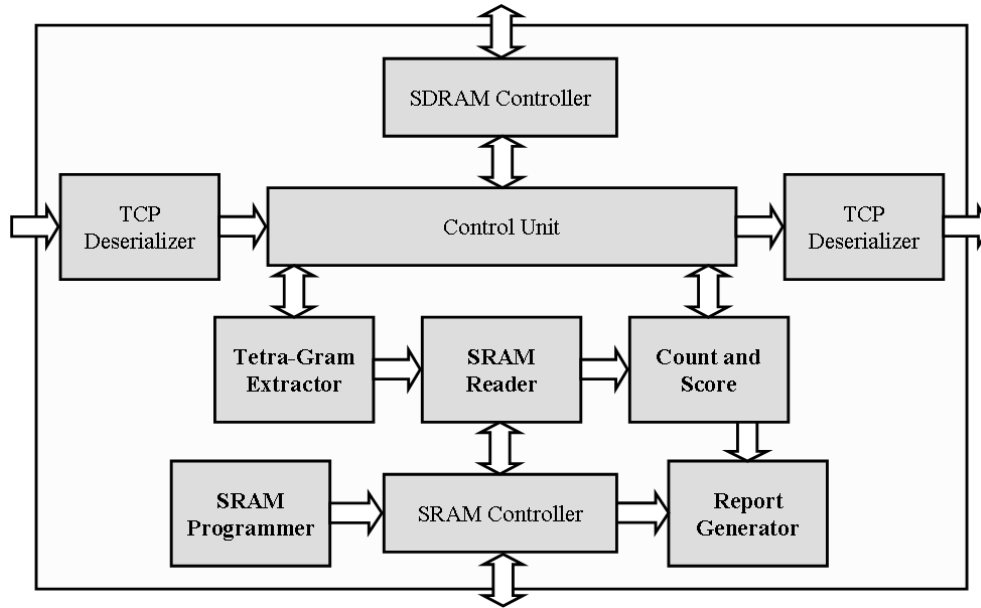 SDRAM Controller
TCP
Deserializer
Control Unit
TCP
Deserializer
Tetra-Gram
Extractor
SRAM
Reader
Count and
Score
SRAM
Programmer
SRAM Controller
Report
Generator